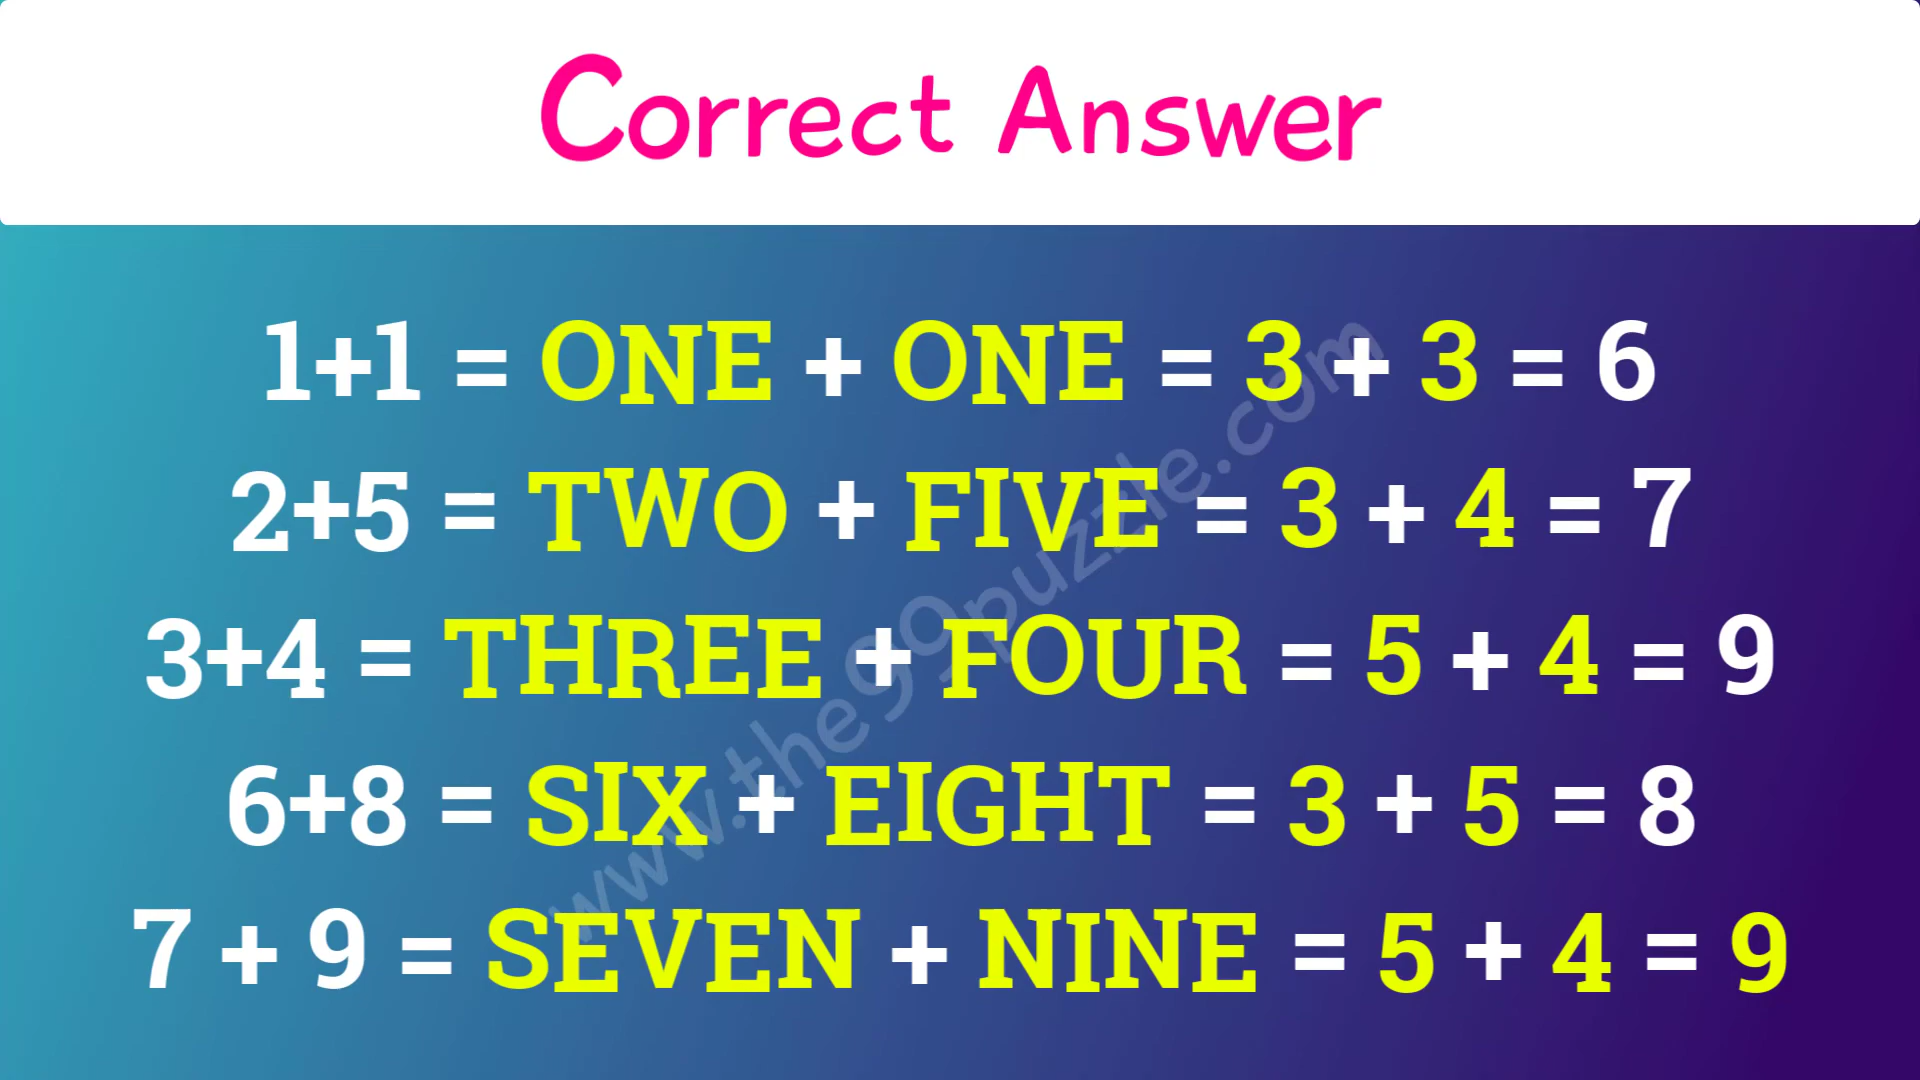 Correct Answer
1+1 = ONE + ONE = 3 + 3 = 6
2+5 = TWO + FIVE = 3 + 4 = 7
3+4 = THREE + FOUR = 5 + 4 = 9
6+8 = SIX + EIGHT = 3 + 5 = 8
7 + 9 = SEVEN + NINE = 5 + 4 = 9
www.the99puzzle.com